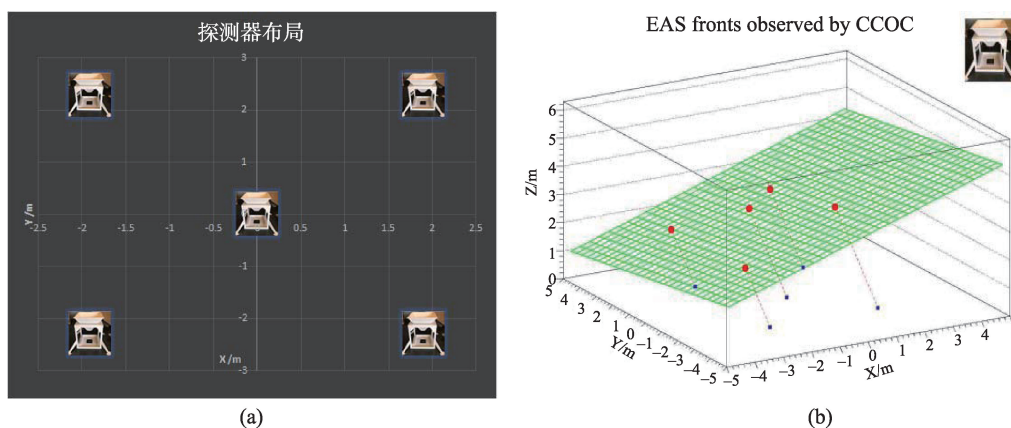 探测器布局
3
2
1
Y/m
-2.5 -2 -1.5 -1 -0.5 0.5 1 1.5 2 2.5
-1
-2
X/m
-3
(a)
EAS fronts observed by CCOC
6
5
4
3
2
1
0
Z/m
5 4 3 2 1 0 –1 –2 –3 –4 –5
Y/m
–5 –4 –3 –2 –1 0 1 2 3 4
X/m
(b)